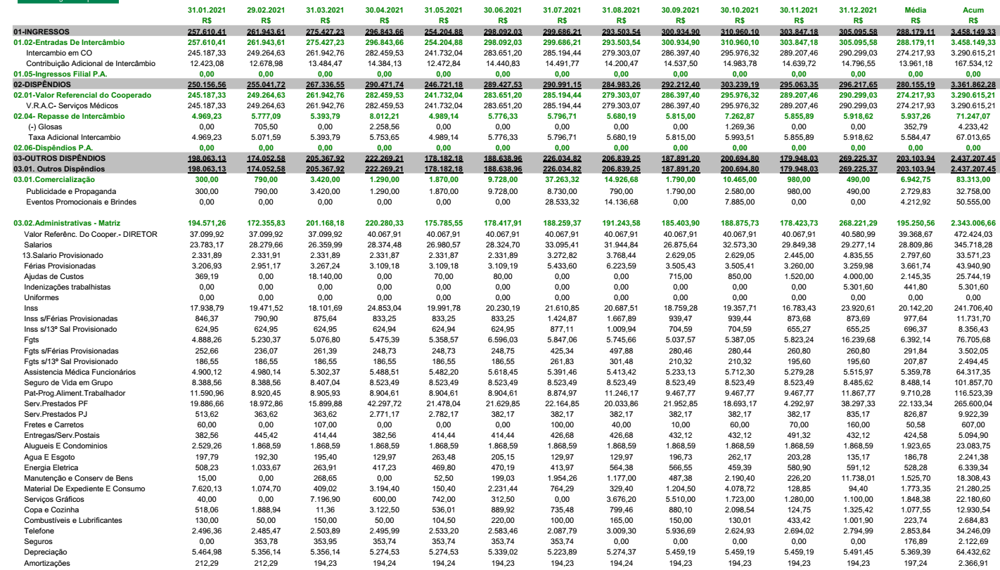 31.01.2021 29.02.2021 31.03.2021 30.04.2021 31.05.2021 30.06.2021 31.07.2021 31.08.2021 30.09.2021 30.10.2021 30.11.2021 31.12.2021 Média Acum
R$ R$ R$ R$ R$ R$ R$ R$ R$ R$ R$ R$ R$ R$
01-INGRESSOS 257.610,41 261.943,61 275.427,23 296.843,66 254.204,88 298.092,03 299.686,21 293.503,54 300.934,90 310.960,10 303.847,18 305.095,58 288.179,11 3.458.149,33
01.02-Entradas De Intercâmbio 257.610,41 261.943,61 275.427,23 296.843,66 254.204,88 298.092,03 299.686,21 293.503,54 300.934,90 310.960,10 303.847,18 305.095,58 288.179,11 3.458.149,33
Intercambio em CO 245.187,33 249.264,63 261.942,76 282.459,53 241.732,04 283.651,20 285.194,44 279.303,07 286.397,40 295.976,32 289.207,46 290.299,03 274.217,93 3.290.615,21
Contribuição Adicional de Intercâmbio 12.423,08 12.678,98 13.484,47 14.384,13 12.472,84 14.440,83 14.491,77 14.200,47 14.537,50 14.983,78 14.639,72 14.796,55 13.961,18 167.534,12
01.05-Ingressos Filial P.A. 0,00 0,00 0,00 0,00 0,00 0,00 0,00 0,00 0,00 0,00 0,00 0,00 0,00 0,00
02-DISPÊNDIOS 250.156,56 255.041,72 267.336,55 290.471,74 246.721,18 289.427,53 290.991,15 284.983,26 292.212,40 303.239,19 295.063,35 296.217,65 280.155,19 3.361.862,28
02.01-Valor Referencial do Cooperado 245.187,33 249.264,63 261.942,76 282.459,53 241.732,04 283.651,20 285.194,44 279.303,07 286.397,40 295.976,32 289.207,46 290.299,03 274.217,93 3.290.615,21
V.R.A.C- Serviços Médicos 245.187,33 249.264,63 261.942,76 282.459,53 241.732,04 283.651,20 285.194,44 279.303,07 286.397,40 295.976,32 289.207,46 290.299,03 274.217,93 3.290.615,21
02.04- Repasse de Intercâmbio 4.969,23 5.777,09 5.393,79 8.012,21 4.989,14 5.776,33 5.796,71 5.680,19 5.815,00 7.262,87 5.855,89 5.918,62 5.937,26 71.247,07
(-) Glosas 0,00 705,50 0,00 2.258,56 0,00 0,00 0,00 0,00 0,00 1.269,36 0,00 0,00 352,79 4.233,42
Taxa Adicional Intercambio 4.969,23 5.071,59 5.393,79 5.753,65 4.989,14 5.776,33 5.796,71 5.680,19 5.815,00 5.993,51 5.855,89 5.918,62 5.584,47 67.013,65
02.06-Dispêndios P.A. 0,00 0,00 0,00 0,00 0,00 0,00 0,00 0,00 0,00 0,00 0,00 0,00 0,00 0,00
03-OUTROS DISPÊNDIOS 198.063,13 174.052,58 205.367,92 222.269,21 178.182,18 188.638,96 226.034,82 206.839,25 187.891,20 200.694,80 179.948,03 269.225,37 203.103,94 2.437.207,45
03.01. Outros Dispêndios 198.063,13 174.052,58 205.367,92 222.269,21 178.182,18 188.638,96 226.034,82 206.839,25 187.891,20 200.694,80 179.948,03 269.225,37 203.103,94 2.437.207,45
03.01.Comercialização 300,00 790,00 3.420,00 1.290,00 1.870,00 9.728,00 37.263,32 14.926,68 1.790,00 10.465,00 980,00 490,00 6.942,75 83.313,00
Publicidade e Propaganda 300,00 790,00 3.420,00 1.290,00 1.870,00 9.728,00 8.730,00 790,00 1.790,00 2.580,00 980,00 490,00 2.729,83 32.758,00
Eventos Promocionais e Brindes 0,00 0,00 0,00 0,00 0,00 0,00 28.533,32 14.136,68 0,00 7.885,00 0,00 0,00 4.212,92 50.555,00
03.02.Administrativas - Matriz 194.571,26 172.355,83 201.168,18 220.280,33 175.785,55 178.417,91 188.259,37 191.243,58 185.403,90 188.875,73 178.423,73 268.221,29 195.250,56 2.343.006,66
Valor Referênc. Do Cooper.- DIRETOR 37.099,92 37.099,92 37.099,92 40.067,91 40.067,91 40.067,91 40.067,91 40.067,91 40.067,91 40.067,91 40.067,91 40.580,99 39.368,67 472.424,03
Salarios 23.783,17 28.279,66 26.359,99 28.374,48 26.980,57 28.324,70 33.095,41 31.944,84 26.875,64 32.573,30 29.849,38 29.277,14 28.809,86 345.718,28
13.Salario Provisionado 2.331,89 2.331,91 2.331,89 2.331,87 2.331,87 2.331,89 3.272,82 3.768,44 2.629,05 2.629,05 2.445,00 4.835,55 2.797,60 33.571,23
Férias Provisionadas 3.206,93 2.951,17 3.267,24 3.109,18 3.109,18 3.109,19 5.433,60 6.223,59 3.505,43 3.505,41 3.260,00 3.259,98 3.661,74 43.940,90
Ajudas de Custos 369,19 0,00 18.140,00 0,00 70,00 80,00 0,00 0,00 715,00 850,00 1.520,00 4.000,00 2.145,35 25.744,19
Indenizações trabalhistas 0,00 0,00 0,00 0,00 0,00 0,00 0,00 0,00 0,00 0,00 0,00 5.301,60 441,80 5.301,60
Uniformes 0,00 0,00 0,00 0,00 0,00 0,00 0,00 0,00 0,00 0,00 0,00 0,00 0,00 0,00
Inss 17.938,79 19.471,52 18.101,69 24.853,04 19.991,78 20.230,19 21.610,85 20.687,51 18.759,28 19.357,71 16.783,43 23.920,61 20.142,20 241.706,40
Inss s/Férias Provisionadas 846,37 790,90 875,64 833,25 833,25 833,25 1.424,87 1.667,89 939,47 939,44 873,68 873,69 977,64 11.731,70
Inss s/13º Sal Provisionado 624,95 624,95 624,95 624,94 624,94 624,95 877,11 1.009,94 704,59 704,59 655,27 655,25 696,37 8.356,43
Fgts 4.888,26 5.230,37 5.076,80 5.475,39 5.358,57 6.596,03 5.847,06 5.745,66 5.037,57 5.387,05 5.823,24 16.239,68 6.392,14 76.705,68
Fgts s/Férias Provisionadas 252,66 236,07 261,39 248,73 248,73 248,75 425,34 497,88 280,46 280,44 260,80 260,80 291,84 3.502,05
Fgts s/13º Sal Provisionado 186,55 186,55 186,55 186,55 186,55 186,55 261,83 301,48 210,32 210,32 195,60 195,60 207,87 2.494,45
Assistencia Médica Funcionários 4.900,12 4.980,14 5.302,37 5.488,51 5.482,20 5.618,45 5.391,46 5.413,42 5.233,13 5.712,30 5.279,28 5.515,97 5.359,78 64.317,35
Seguro de Vida em Grupo 8.388,56 8.388,56 8.407,04 8.523,49 8.523,49 8.523,49 8.523,49 8.523,49 8.523,49 8.523,49 8.523,49 8.485,62 8.488,14 101.857,70
Pat-Prog.Aliment.Trabalhador 11.590,96 8.920,45 8.905,93 8.904,61 8.904,61 8.904,61 8.874,97 11.246,17 9.467,77 9.467,77 9.467,77 11.867,77 9.710,28 116.523,39
Serv.Prestados PF 19.886,66 18.972,86 15.899,88 42.297,72 21.478,04 21.629,85 22.164,85 20.033,86 21.952,85 18.693,17 4.292,97 38.297,33 22.133,34 265.600,04
Serv.Prestados PJ 513,62 363,62 363,62 2.771,17 2.782,17 382,17 382,17 382,17 382,17 382,17 382,17 835,17 826,87 9.922,39
Fretes e Carretos 60,00 0,00 107,00 0,00 0,00 0,00 100,00 40,00 10,00 60,00 70,00 160,00 50,58 607,00
Entregas/Serv.Postais 382,56 445,42 414,44 382,56 414,44 414,44 426,68 426,68 432,12 432,12 491,32 432,12 424,58 5.094,90
Alugueis E Condominios 2.529,26 1.868,59 1.868,59 1.868,59 1.868,59 1.868,59 1.868,59 1.868,59 1.868,59 1.868,59 1.868,59 1.868,59 1.923,65 23.083,75
Agua E Esgoto 197,79 192,30 195,40 129,97 263,48 205,15 129,97 129,97 196,73 262,17 203,28 135,17 186,78 2.241,38
Energia Eletrica 508,23 1.033,67 263,91 417,23 469,80 470,19 413,97 564,38 566,55 459,39 580,90 591,12 528,28 6.339,34
Manutenção e Conserv de Bens 15,00 0,00 268,65 0,00 52,50 199,03 1.954,26 1.177,00 487,38 2.190,40 226,20 11.738,01 1.525,70 18.308,43
Material De Expediente E Consumo 7.620,13 1.074,70 409,02 3.194,40 150,40 2.231,44 764,29 329,40 1.204,50 4.078,72 128,85 94,40 1.773,35 21.280,25
Serviços Gráficos 40,00 0,00 7.196,90 600,00 742,00 312,50 0,00 3.676,20 5.510,00 1.723,00 1.280,00 1.100,00 1.848,38 22.180,60
Copa e Cozinha 518,06 1.888,94 11,36 3.122,50 536,01 889,92 735,48 799,46 880,10 2.098,54 124,75 1.325,42 1.077,55 12.930,54
Combustíveis e Lubrificantes 130,00 50,00 150,00 50,00 104,50 220,00 100,00 165,00 150,00 130,01 433,42 1.001,90 223,74 2.684,83
Telefone 2.496,36 2.485,47 2.503,89 2.495,99 2.533,20 2.583,46 2.087,79 3.009,30 5.936,69 2.624,93 2.694,02 2.794,99 2.853,84 34.246,09
Seguros 0,00 353,78 353,95 353,74 353,74 353,74 353,74 0,00 0,00 0,00 0,00 0,00 176,89 2.122,69
Depreciação 5.464,98 5.356,14 5.356,14 5.274,53 5.274,53 5.339,02 5.223,89 5.274,37 5.459,19 5.459,19 5.459,19 5.491,45 5.369,39 64.432,62
Amortizações 212,29 212,29 194,23 194,24 194,23 194,24 194,23 194,24 194,23 194,24 194,23 194,24 197,24 2.366,91